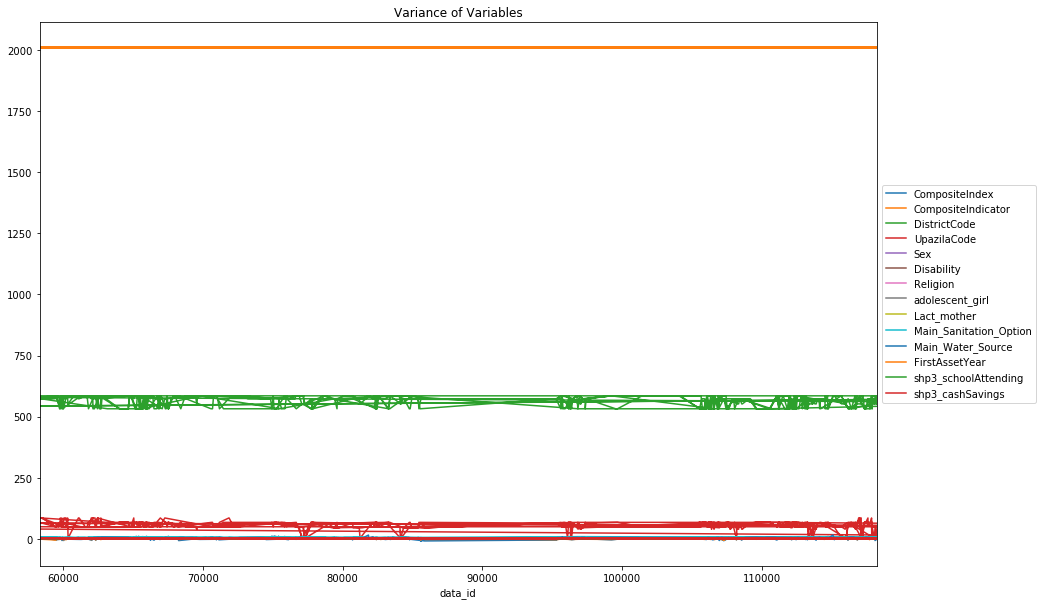 Variance of Variables
2000
1750
1500
1250
1000
750
500
250
0
60000 70000 80000 90000 100000 110000
data_id
CompositeIndex
CompositeIndicator
DistrictCode
UpazilaCode
Sex
Disability
Religion
adolescent_girl
Lact_mother
Main_Sanitation_Option
Main_Water_Source
FirstAssetYear
shp3_schoolAttending
shp3_cashSavings